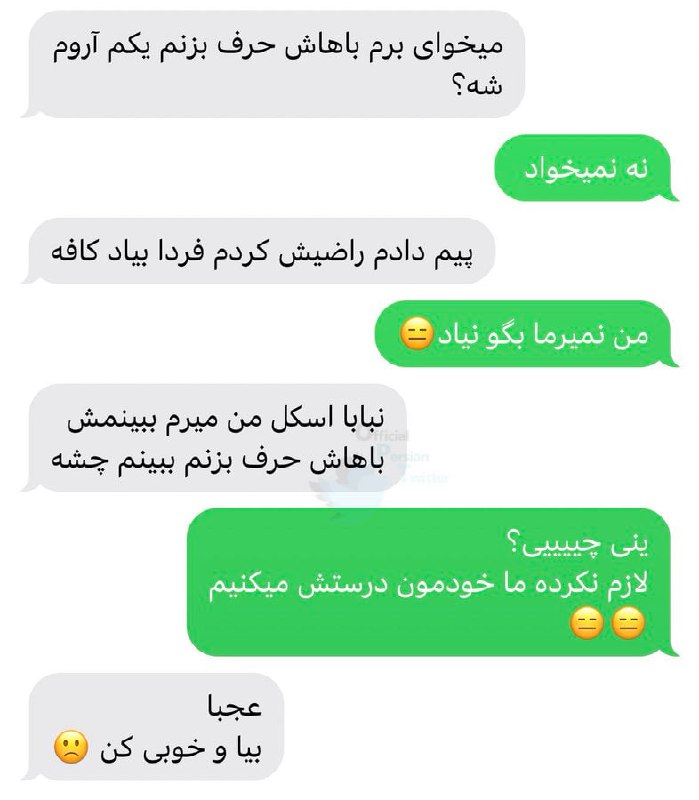 میخوای برم باهاش حرف بزنم یکم آروم
شه؟
نه نمیخواد
پیم دادم راضیش کردم فردا بیاد کافه
من نمیرما بگو نیاد😑
نبابا اسکل من میرم ببینمش
باهاش حرف بزنم ببینم چشه
ینی چیییییی؟
لازم نکرده ما خودمون درستش میکنیم
😑😑
عجبا
بیا و خوبی کن 🙁
Official
Persian
Twitter